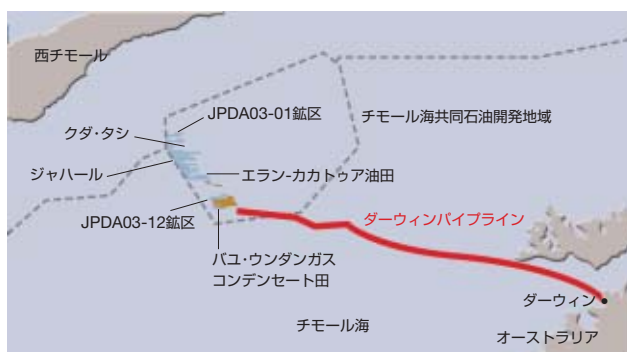 西チモール
JPDA03-01鉱区
クダ・タシ
チモール海共同石油開発地域
ジャハール
エラン-カカトゥア油田
JPDA03-12鉱区
ダーウィンパイプライン
バユ・ウンダンガス
コンデンセート田
ダーウィン
チモール海
オーストラリア